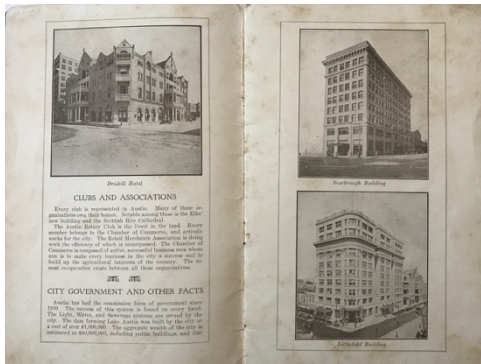 Driskill Hotel
CLUBS AND ASSOCIATIONS
Every club is represented in Austin. Many of these or-
ganizations own their homes. Notable among these is the Elks'
new building and the Scottish Rite Cathedral.
The Austin Rotary Club is the finest in the land. Every
member belongs to the Chamber of Commerce, and actively
works for the city. The Retail Merchants Association is doing
work the efficiency of which is unsurpassed. The Chamber of
Commerce is composed of active, successful business men whose
aim is to make every business in the city a success and to
build up the agricultural interests of the country. The ut-
most co-operation exists between all these organizations.
CITY GOVERNMENT AND OTHER FACTS
Austin has had the commission form of government since
1909. The success of this system is found on every hand.
The Light, Water, and Sewerage systems are owned by the
city. The dam forming Lake Austin was built by the city at
a cost of over The aggregate wealth of the city is
estimated at including public buildings, and
Scarbrough Building
Littlefield Building